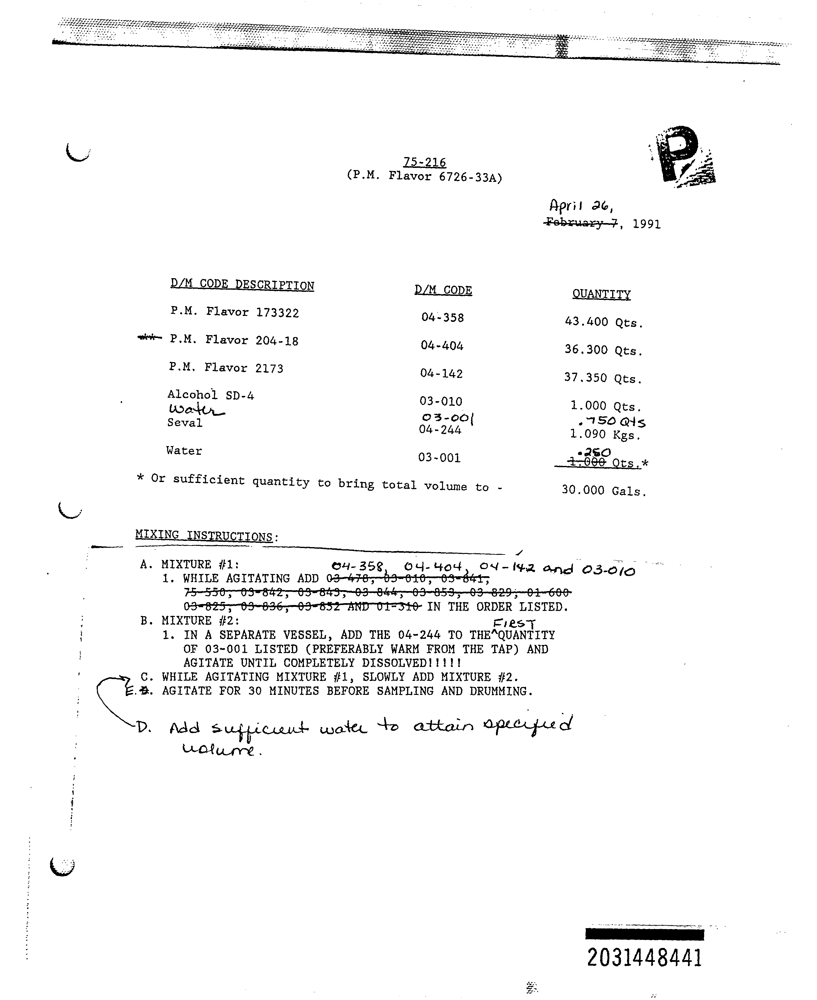 P
75-216
(P.M. Flavor 6726-33A)
April 26,
February 7, 1991
D/M CODE DESCRIPTION D/M CODE QUANTITY
P.M. Flavor 173322 04-358 43.400 Qts.
** P.M. Flavor 204-18 04-404 36.300 Qts.
P.M. Flavor 2173 04-142 37.350 Qts.
Alcohol SD-4 03-010 1.000 Qts.
Water 03-001 .750 Qts
Seval 04-244 1.090 Kgs.
.250
Water 03-001 1.000 Qts.*
* Or sufficient quantity to bring total volume to - 30.000 Gals.
MIXING INSTRUCTIONS:
A. MIXTURE #1: 04-358, 04-404, 04-142 and 03-010
1. WHILE AGITATING ADD 03-478, 03-010, 03-841,
75-550, 03-842, 03-843, 03-844, 03-853, 03-829, 01-600
03-825, 03-836, 03-832 AND 01-310 IN THE ORDER LISTED.
B. MIXTURE #2: FIRST
1. IN A SEPARATE VESSEL, ADD THE 04-244 TO THE^QUANTITY
OF 03-001 LISTED (PREFERABLY WARM FROM THE TAP) AND
AGITATE UNTIL COMPLETELY DISSOLVED!!!!!
C. WHILE AGITATING MIXTURE #1, SLOWLY ADD MIXTURE #2.
E. D. AGITATE FOR 30 MINUTES BEFORE SAMPLING AND DRUMMING.
D. Add sufficient water to attain specified
volume.
2031448441